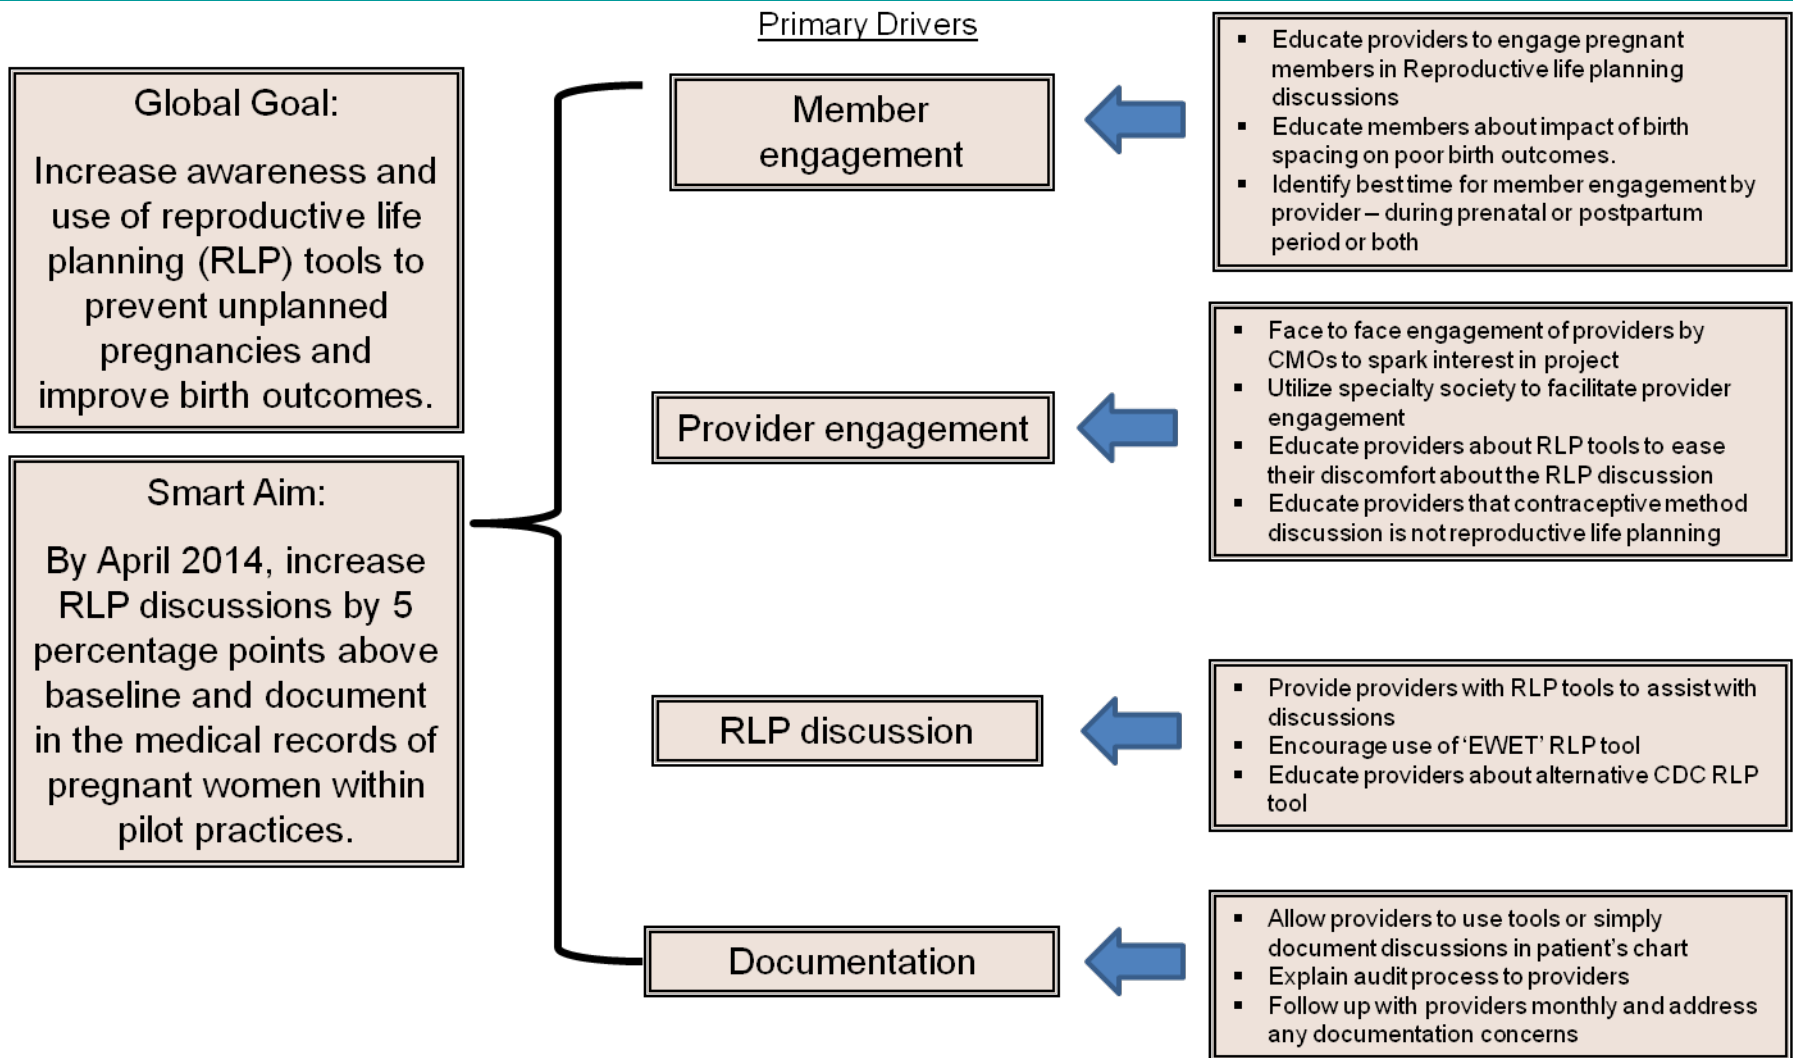 Primary Drivers
Global Goal:
Increase awareness and
use of reproductive life
planning (RLP) tools to
prevent unplanned
pregnancies and
improve birth outcomes.
Smart Aim:
By April 2014, increase
RLP discussions by 5
percentage points above
baseline and document
in the medical records of
pregnant women within
pilot practices.
Member
engagement
▪ Educate providers to engage pregnant
members in Reproductive life planning
discussions
▪ Educate members about impact of birth
spacing on poor birth outcomes.
▪ Identify best time for member engagement by
provider – during prenatal or postpartum
period or both
Provider engagement
▪ Face to face engagement of providers by
CMOs to spark interest in project
▪ Utilize specialty society to facilitate provider
engagement
▪ Educate providers about RLP tools to ease
their discomfort about the RLP discussion
▪ Educate providers that contraceptive method
discussion is not reproductive life planning
RLP discussion
▪ Provide providers with RLP tools to assist with
discussions
▪ Encourage use of ‘EWET’ RLP tool
▪ Educate providers about alternative CDC RLP
tool
Documentation
▪ Allow providers to use tools or simply
document discussions in patient’s chart
▪ Explain audit process to providers
▪ Follow up with providers monthly and address
any documentation concerns